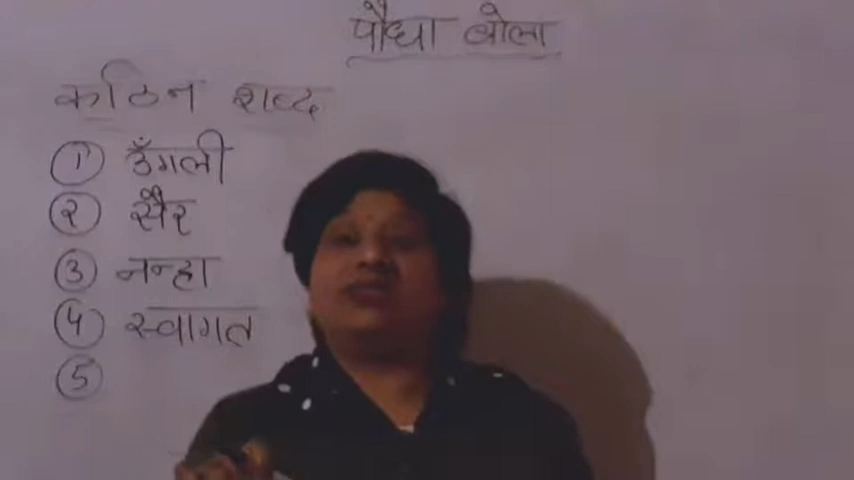 पौधा बोला
कठिन शब्द
① उँगली
② सैर
③ नन्हा
④ स्वागत
⑤